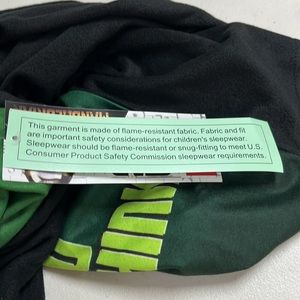 This garment is made of flame-resistant fabric. Fabric and fit
are important safety considerations for children's sleepwear.
Sleepwear should be flame-resistant or snug-fitting to meet U.S.
Consumer Product Safety Commission sleepwear requirements.
HINK